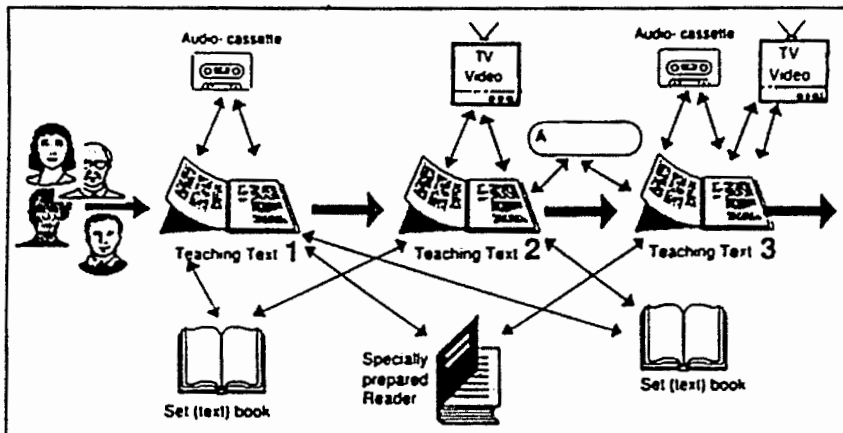 Audio- cassette
TV
Video
Audio- cassette
TV
Video
A
Teaching Text 1
Teaching Text 2
Teaching Text 3
Set (text) book
Specially
prepared
Reader
Set (text) book